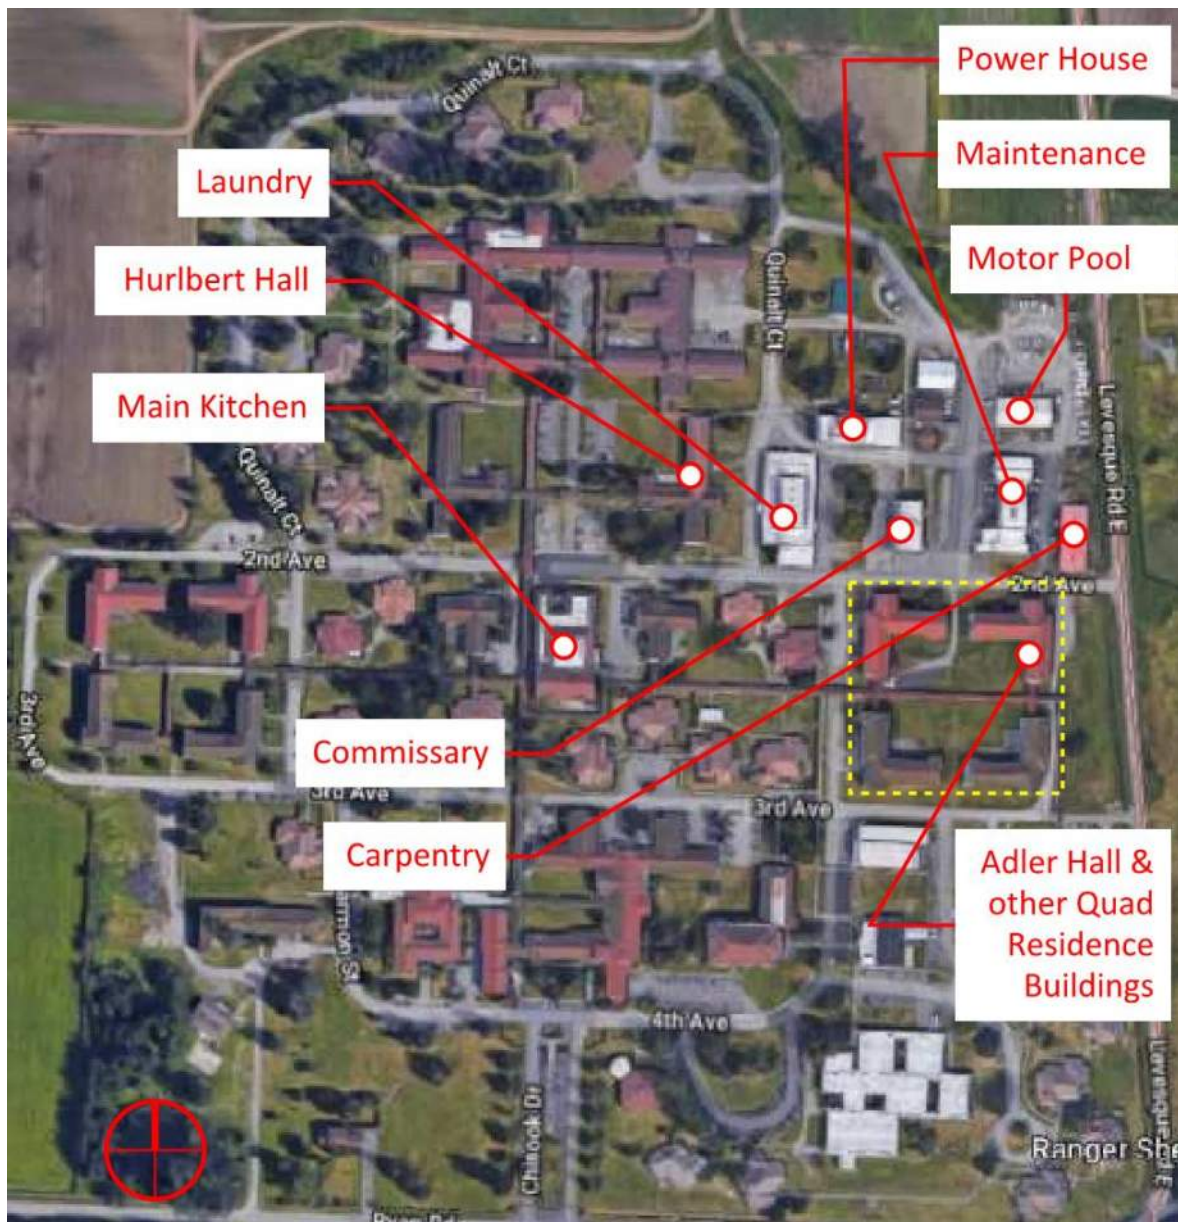 Power House
Quinalt Ct
Maintenance
Laundry
Motor Pool
Hurlbert Hall
Quinalt Ct
Main Kitchen
Levesque Rd E
Quinalt Ct
2nd Ave
2nd Ave
3rd Ave
Commissary
3rd Ave
3rd Ave
Carpentry
Adler Hall &
other Quad
Residence
Buildings
4th Ave
Levesque Rd E
Chinook Dr
Ranger